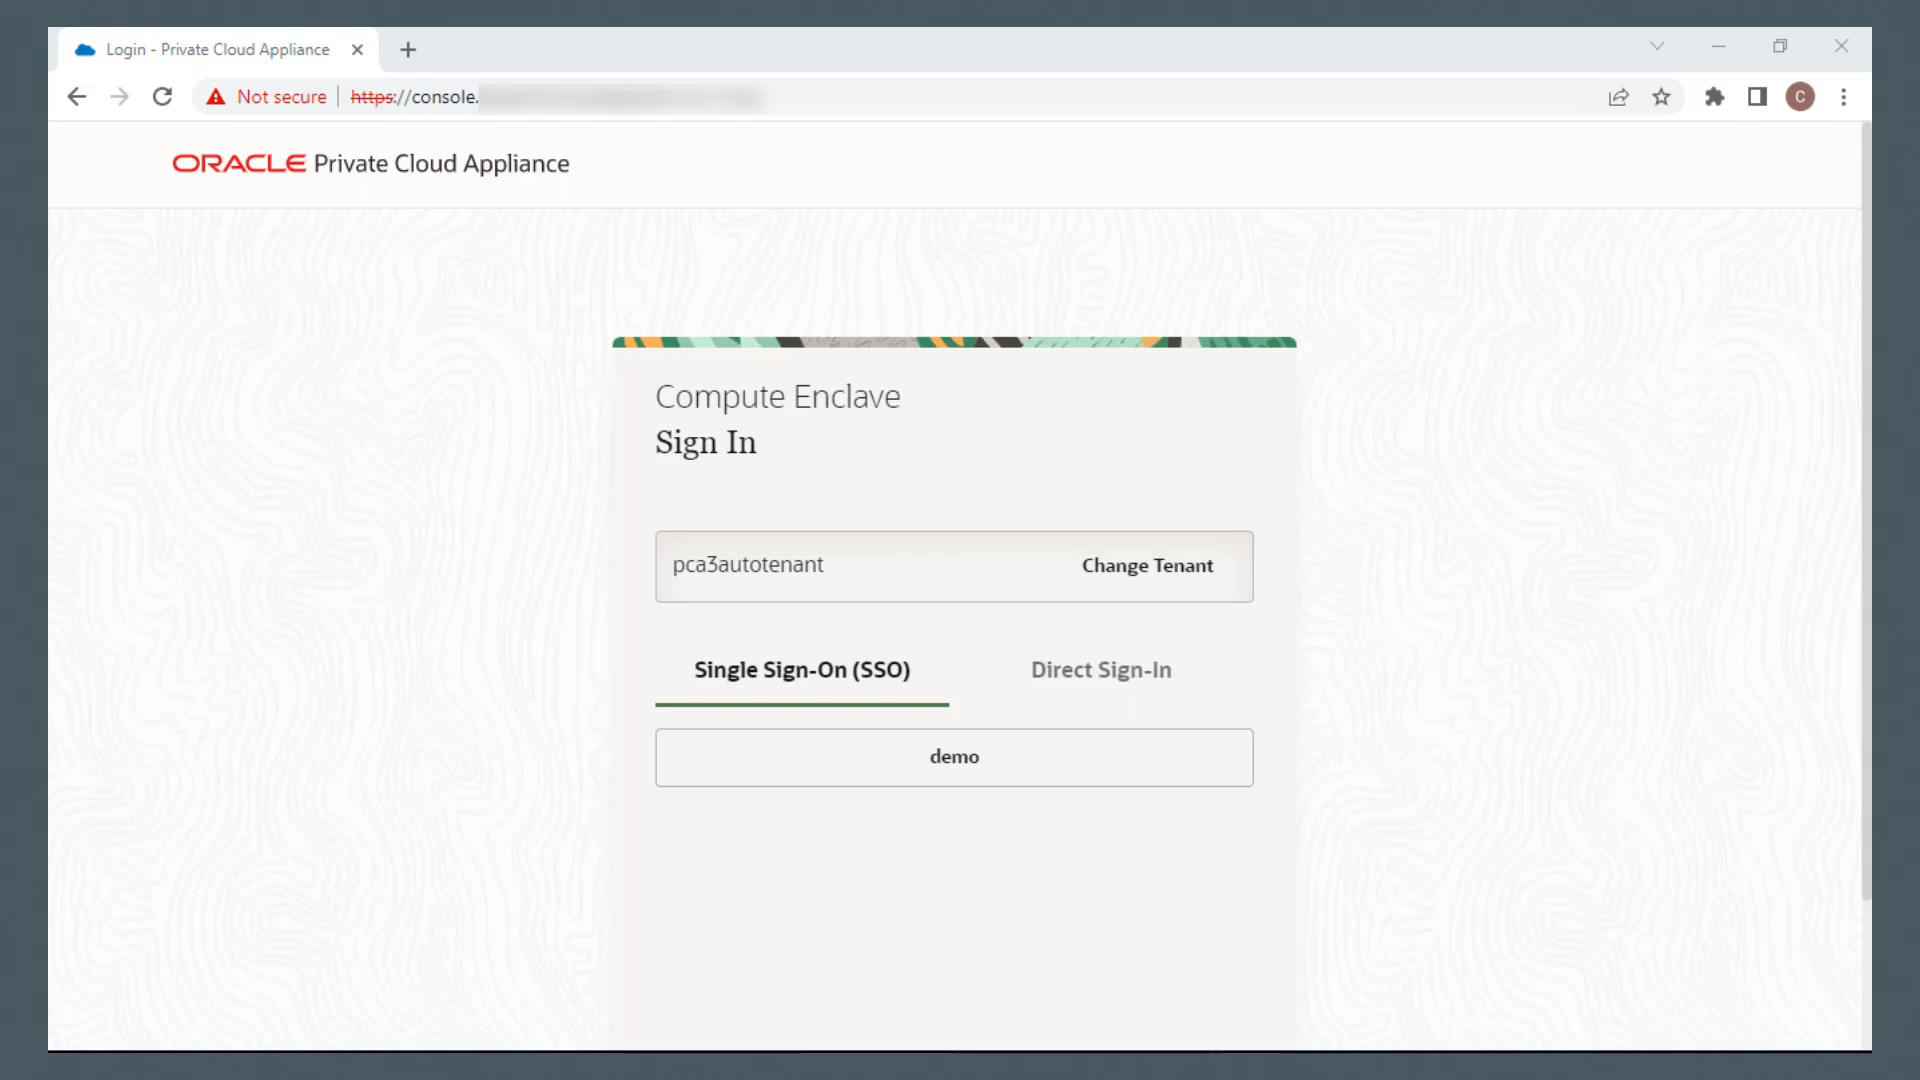 Login - Private Cloud Appliance
Not secure https://console.
C
ORACLE Private Cloud Appliance
Compute Enclave
Sign In
pca3autotenant Change Tenant
Single Sign-On (SSO) Direct Sign-In
demo